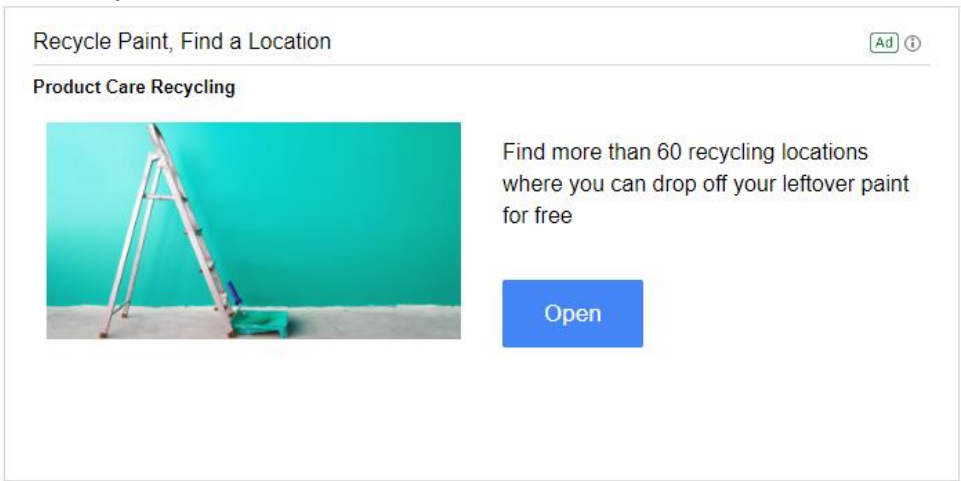 Recycle Paint, Find a Location
Ad
Product Care Recycling
Find more than 60 recycling locations
where you can drop off your leftover paint
for free
Open